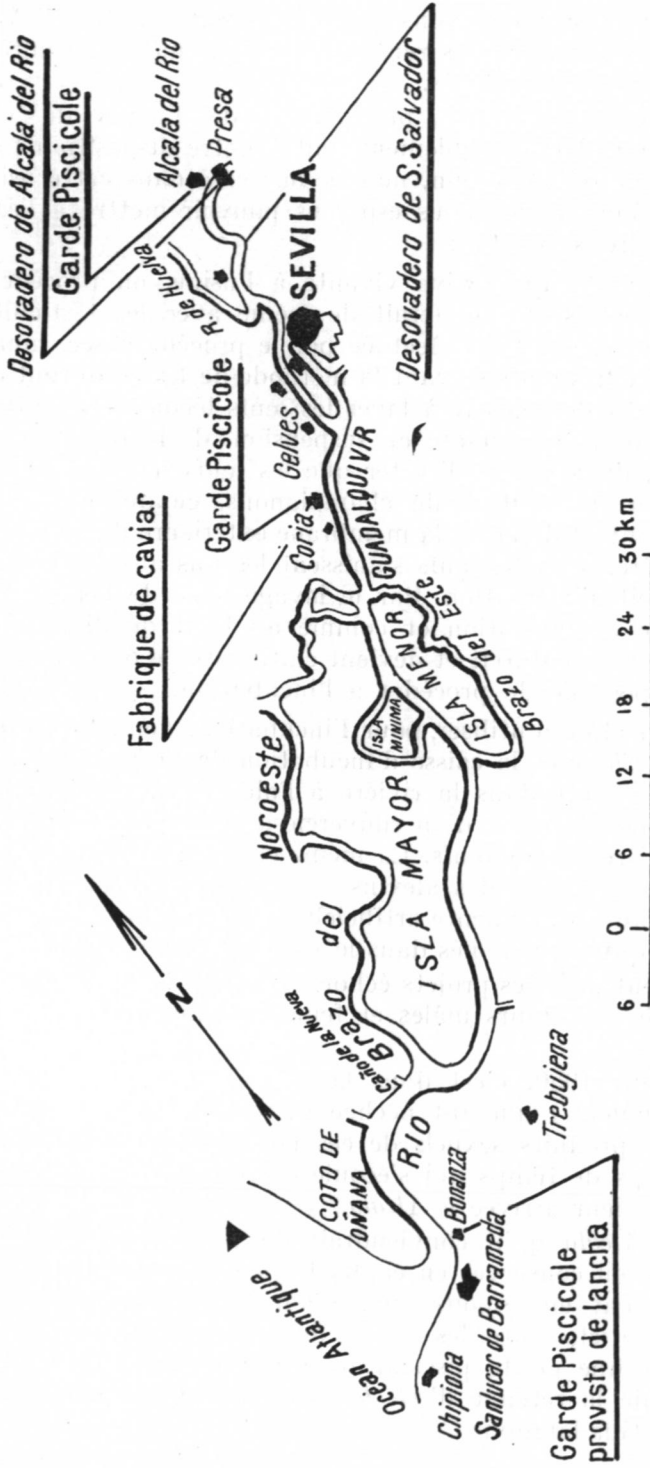 Desovadero de Alcalá del Rio
Garde Piscicole
Alcala del Rio
Presa
R. de Huelva
SEVILLA
Desovadero de S. Salvador
Garde Piscicole
Gelves
Fabrique de caviar
Coria
GUADALQUIVIR
Noroeste
ISLA MENOR
Brazo del Este
ISLA
MINIMA
ISLA MAYOR
del
Brazo
Caño de la Nueva
N
RIO
COTO DE
OÑANA
Ocean Atlantique
Trebujena
Bonanza
Sanlucar de Barrameda
Chipiona
Garde Piscicole
provisto de lancha
6 0 6 12 18 24 30 km